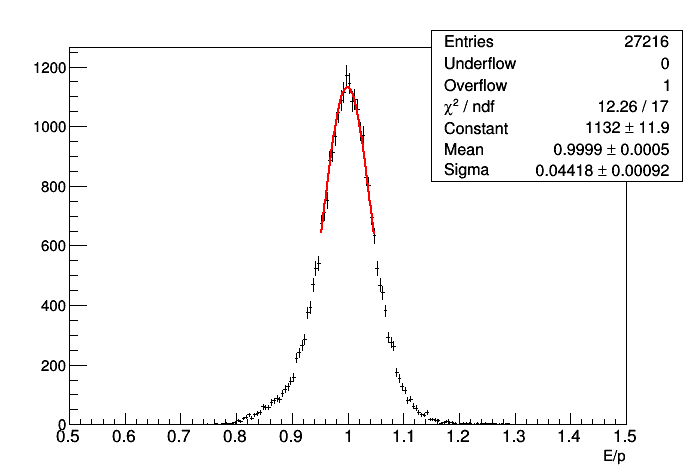 Entries 27216
Underflow 0
Overflow 1
χ² / ndf 12.26 / 17
Constant 1132 ± 11.9
Mean 0.9999 ± 0.0005
Sigma 0.04418 ± 0.00092
1200
1000
800
600
400
200
0
0.5 0.6 0.7 0.8 0.9 1 1.1 1.2 1.3 1.4 1.5
E/p